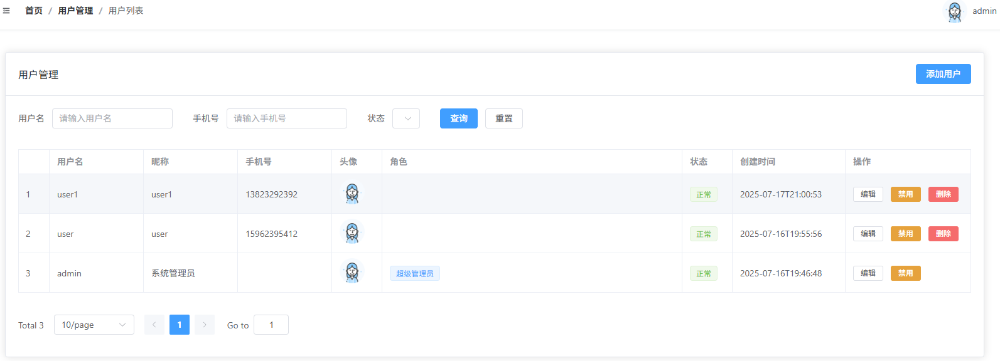 首页 / 用户管理 / 用户列表 admin
用户管理 添加用户
用户名 请输入用户名 手机号 请输入手机号 状态 查询 重置
用户名 昵称 手机号 头像 角色 状态 创建时间 操作
1 user1 user1 13823292392 正常 2025-07-17T21:00:53 编辑 禁用 删除
2 user user 15962395412 正常 2025-07-16T19:55:56 编辑 禁用 删除
3 admin 系统管理员 超级管理员 正常 2025-07-16T19:46:48 编辑 禁用
Total 3 10/page 1 Go to 1